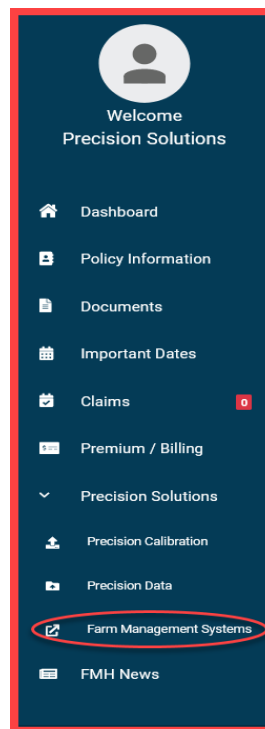 Welcome
Precision Solutions
Dashboard
Policy Information
Documents
Important Dates
Claims 0
Premium / Billing
Precision Solutions
Precision Calibration
Precision Data
Farm Management Systems
FMH News